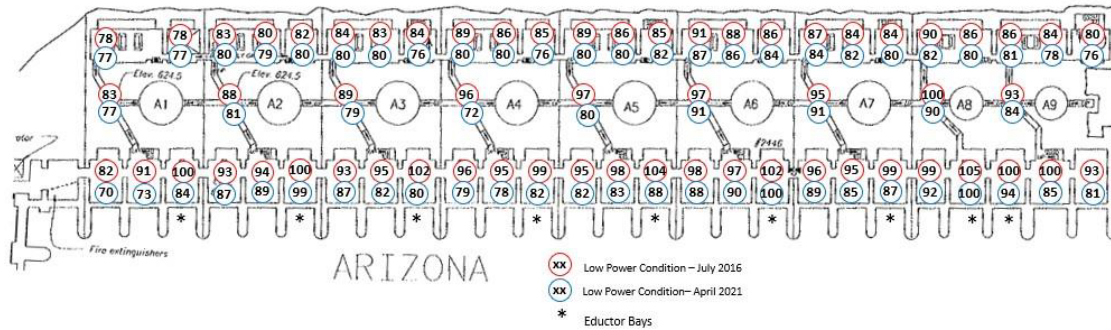 78 78 83 80 82 84 83 84 89 86 85 89 86 85 91 88 86 87 84 84 90 86 86 84 80
77 77 80 79 80 80 80 76 80 80 76 80 80 82 87 86 84 84 82 80 82 80 81 78 76
Elev. 624.5 Elev. 624.5
83 88 89 96 97 97 95 100 93
A1 A2 A3 A4 A5 A6 A7 A8 A9
77 81 79 72 80 91 91 90 84
#2446
82 91 100 93 94 100 93 95 102 96 95 99 95 98 104 98 97 102 96 95 99 99 105 100 100 93
70 73 84 87 89 99 87 82 80 79 78 82 82 83 88 88 90 100 89 85 87 92 100 94 85 81
* * * * * * * * *
Fire extinguishers
ARIZONA
xx Low Power Condition – July 2016
xx Low Power Condition– April 2021
* Eductor Bays